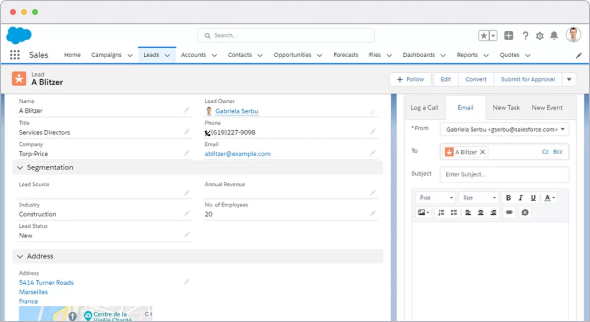 Search...
Sales
Home
Campaigns
Leads
Accounts
Contacts
Opportunities
Forecasts
Files
Dashboards
Reports
Quotes
Lead
A Blitzer
+ Follow
Edit
Convert
Submit for Approval
Name
A Blitzer
Lead Owner
Gabriela Serbu
Title
Services Directors
Phone
(619)227-9098
Company
Torp-Price
Email
ablitzer@example.com
Segmentation
Lead Source
Annual Revenue
Industry
Construction
No. of Employees
20
Lead Status
New
Address
Address
5414 Turner Roads
Marseilles
France
Centre de la
Vieille Charité
Log a Call
Email
New Task
New Event
*From
Gabriela Serbu <gserbu@salesforce.com>
To
A Blitzer
Cc Bcc
Subject
Enter Subject...
Font
Size
B I U A